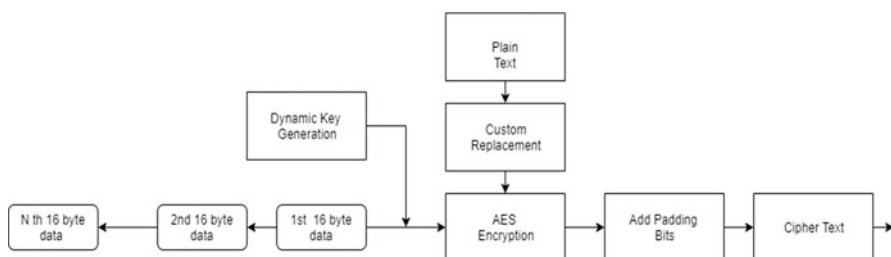 Plain
Text
Dynamic Key
Generation
Custom
Replacement
N th 16 byte
data
2nd 16 byte
data
1st 16 byte
data
AES
Encryption
Add Padding
Bits
Cipher Text